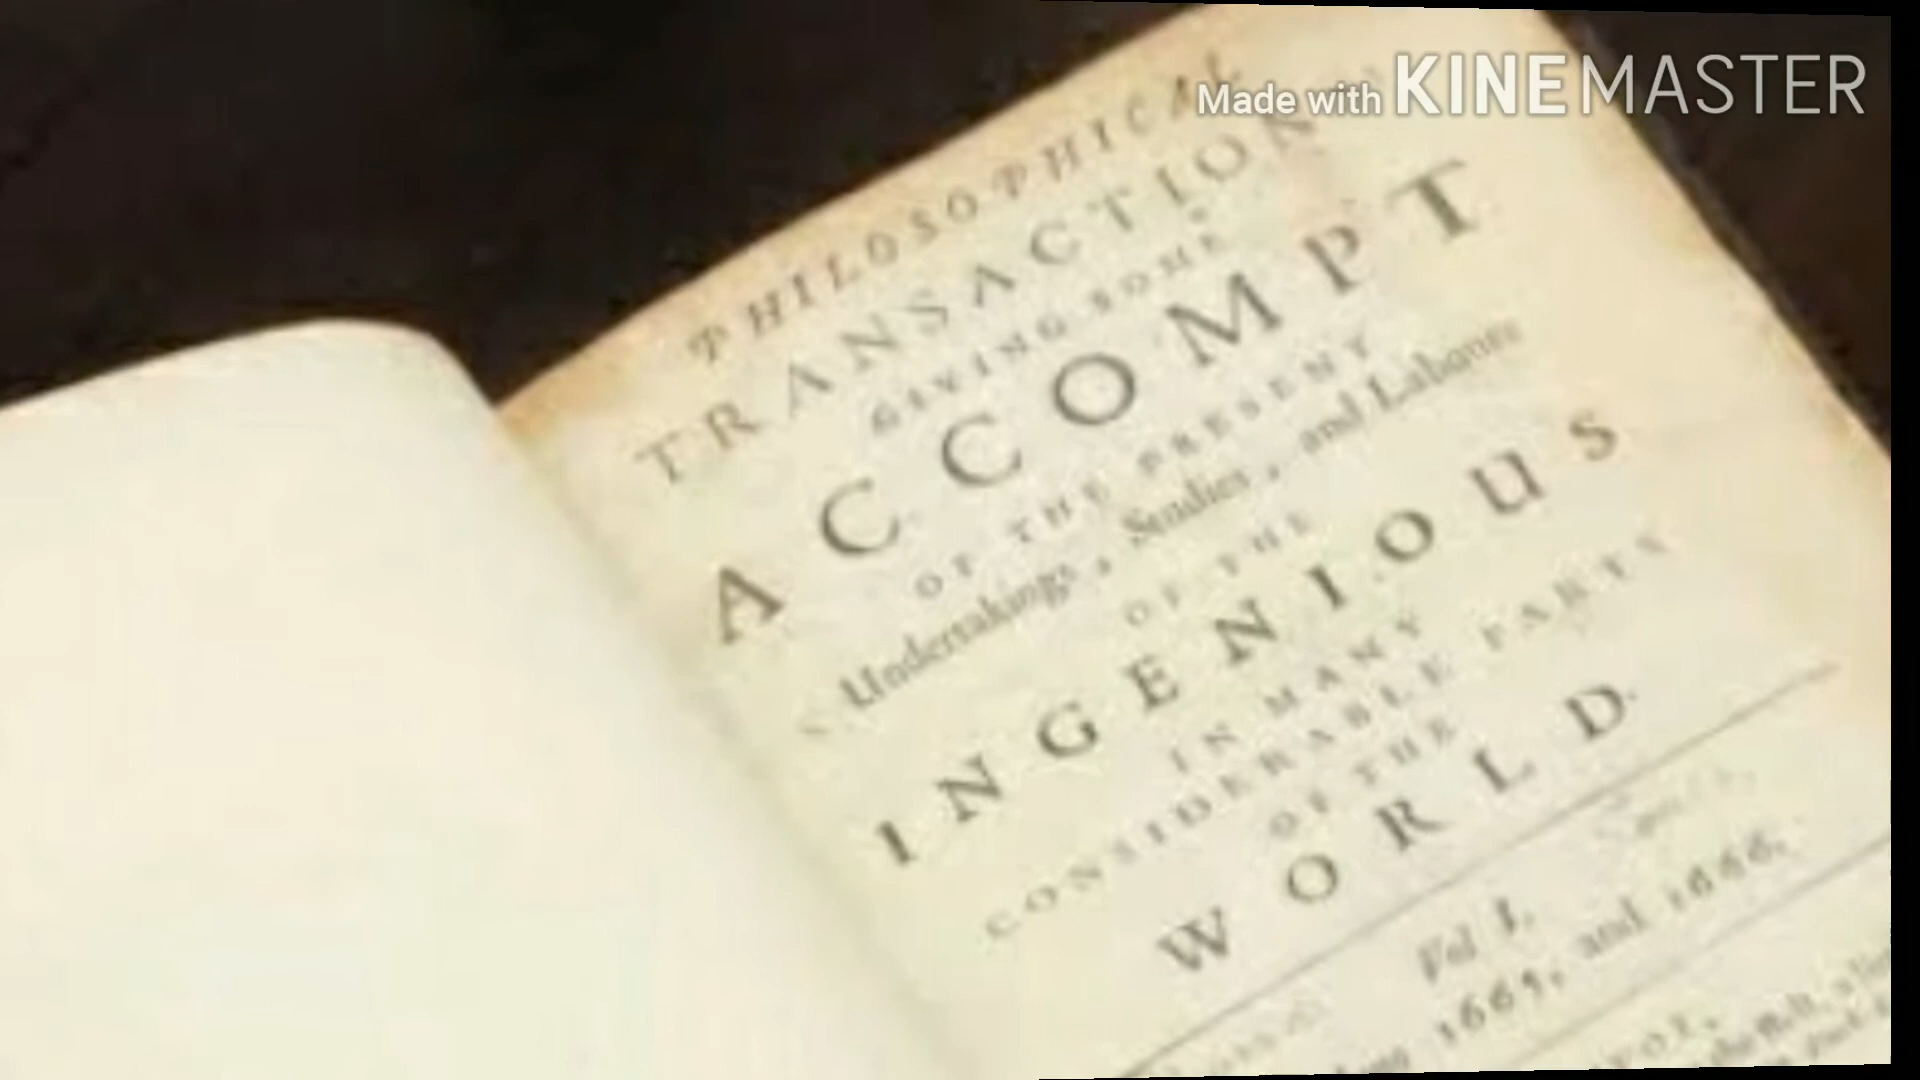 Made with KINEMASTER
PHILOSOPHICAL
TRANSACTION
GIVING SOME
ACCOMPT
OF THE PRESENT
Undertakings, Studies, and Labours
OF THE
INGENIOUS
IN MANY
CONSIDERABLE PARTS
OF THE
WORLD.
Vol I.
1665, and 1666.